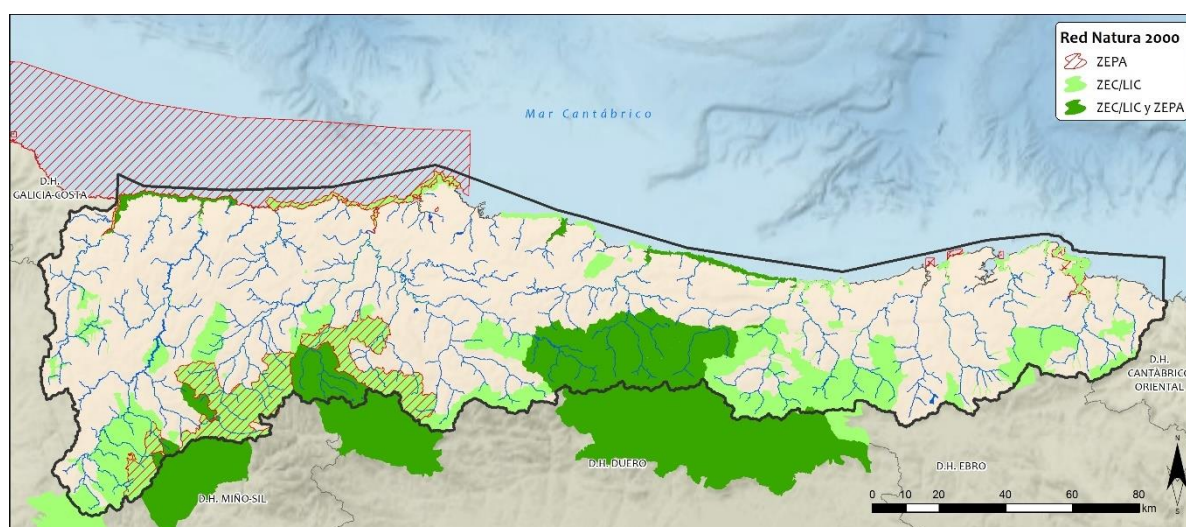 Red Natura 2000
ZEPA
ZEC/LIC
ZEC/LIC y ZEPA
Mar Cantábrico
D.H.
GALICIA-COSTA
D.H.
CANTÁBRICO
ORIENTAL
D.H. DUERO
D.H. EBRO
D.H. MIÑO-SIL
N
S
0 10 20 40 60 80
km